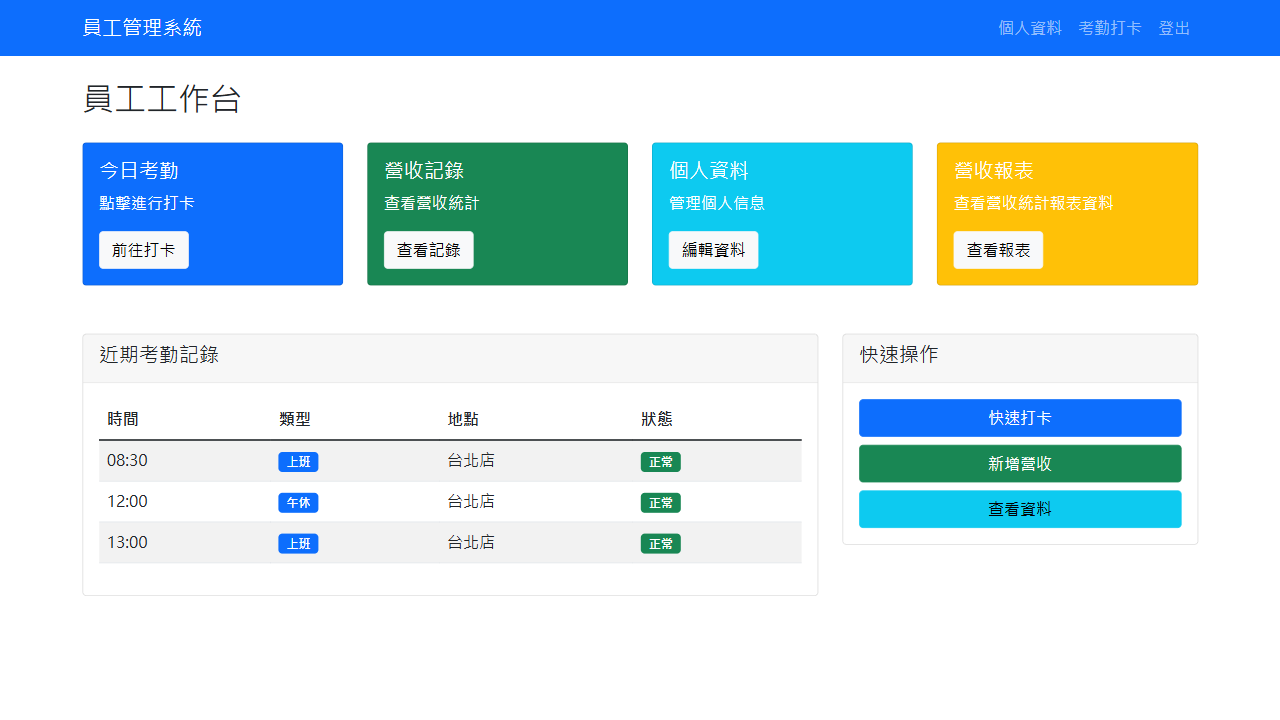 員工管理系統
個人資料 考勤打卡 登出
員工工作台
今日考勤
點擊進行打卡
前往打卡
營收記錄
查看營收統計
查看記錄
個人資料
管理個人信息
編輯資料
營收報表
查看營收統計報表資料
查看報表
近期考勤記錄
時間 類型 地點 狀態
08:30 上班 台北店 正常
12:00 午休 台北店 正常
13:00 上班 台北店 正常
快速操作
快速打卡
新增營收
查看資料